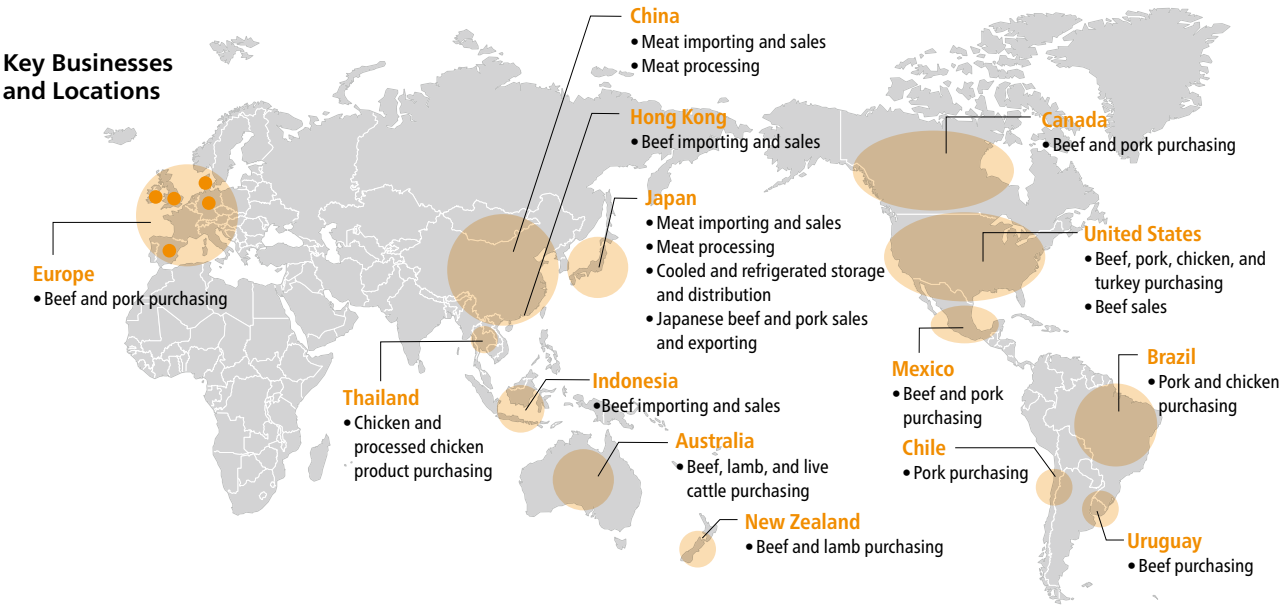 Key Businesses
and Locations
China
• Meat importing and sales
• Meat processing
Hong Kong
• Beef importing and sales
Japan
• Meat importing and sales
• Meat processing
• Cooled and refrigerated storage
and distribution
• Japanese beef and pork sales
and exporting
Canada
• Beef and pork purchasing
United States
• Beef, pork, chicken, and
turkey purchasing
• Beef sales
Europe
• Beef and pork purchasing
Thailand
• Chicken and
processed chicken
product purchasing
Indonesia
• Beef importing and sales
Australia
• Beef, lamb, and live
cattle purchasing
New Zealand
• Beef and lamb purchasing
Mexico
• Beef and pork
purchasing
Brazil
• Pork and chicken
purchasing
Chile
• Pork purchasing
Uruguay
• Beef purchasing